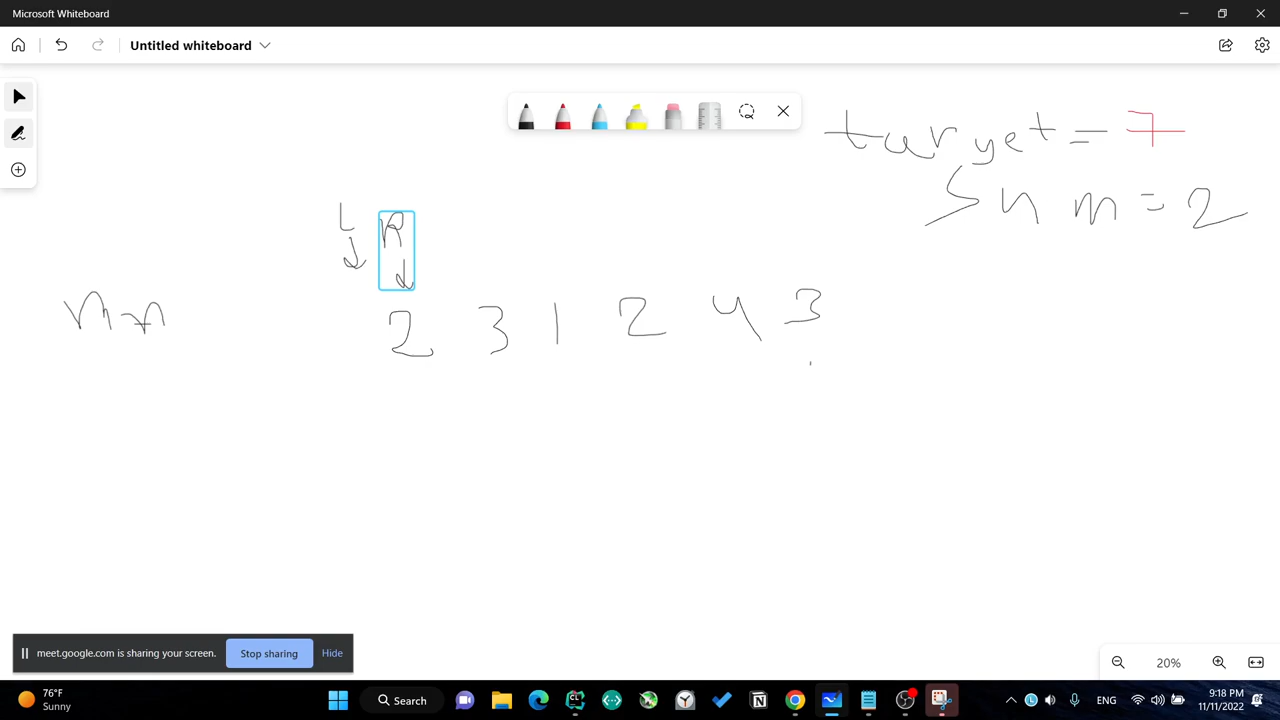 Microsoft Whiteboard
Untitled whiteboard
target = 7
Sum = 2
L R
2 3 1 2 4 3
meet.google.com is sharing your screen.
Stop sharing
Hide
20%
76°F
Sunny
Search
ENG
9:18 PM
11/11/2022